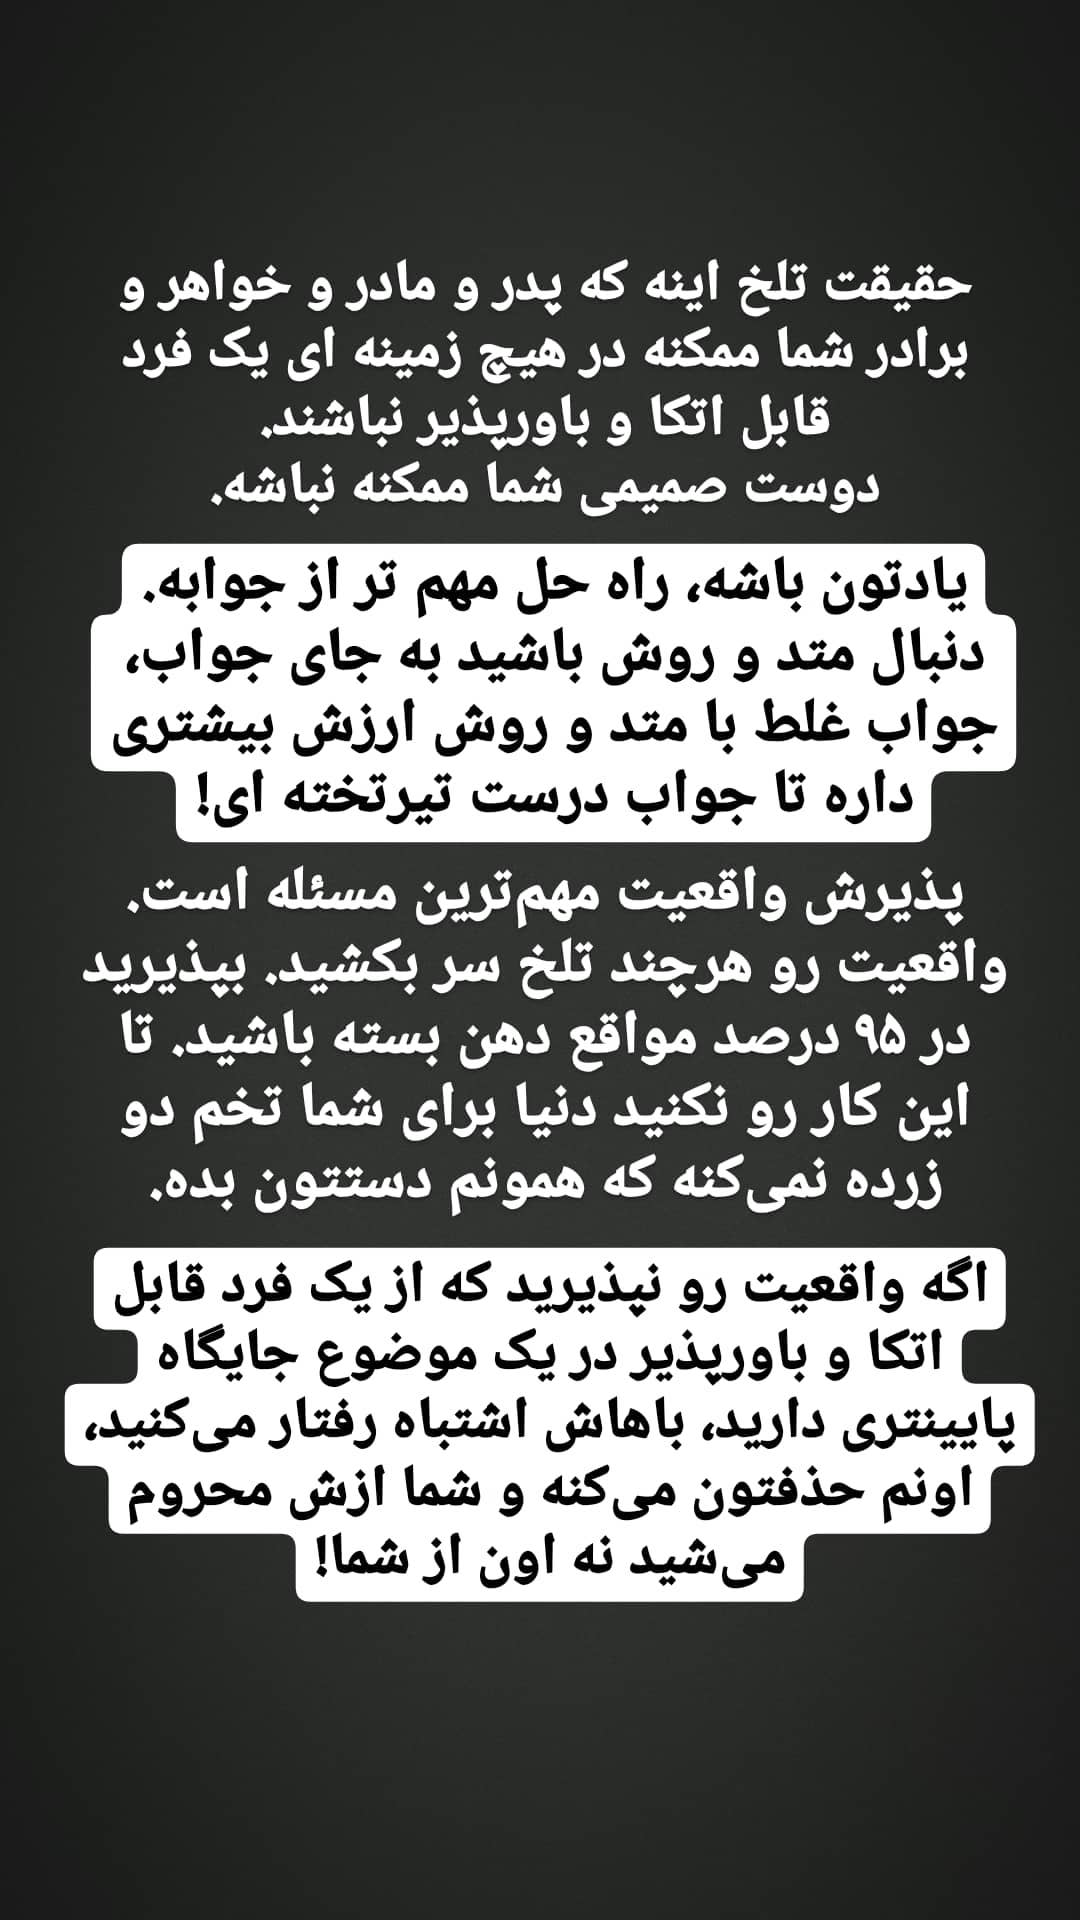 حقیقت تلخ اینه که پدر و مادر و خواهر و
برادر شما ممکنه در هیچ زمینه ای یک فرد
قابل اتکا و باورپذیر نباشند.
دوست صمیمی شما ممکنه نباشه.
یادتون باشه، راه حل مهم تر از جوابه.
دنبال متد و روش باشید به جای جواب،
جواب غلط با متد و روش ارزش بیشتری
داره تا جواب درست تیرتخته ای!
پذیرش واقعیت مهم‌ترین مسئله است.
واقعیت رو هرچند تلخ سر بکشید. بپذیرید
در ۹۵ درصد مواقع دهن بسته باشید. تا
این کار رو نکنید دنیا برای شما تخم دو
زرده نمی‌کنه که همونم دستتون بده.
اگه واقعیت رو نپذیرید که از یک فرد قابل
اتکا و باورپذیر در یک موضوع جایگاه
پایینتری دارید، باهاش اشتباه رفتار می‌کنید،
اونم حذفتون می‌کنه و شما ازش محروم
می‌شید نه اون از شما!